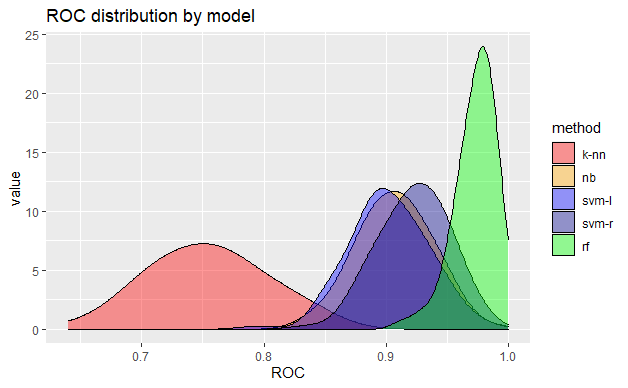 ROC distribution by model
25
20
15
10
5
0
value
0.7
0.8
0.9
1.0
ROC
method
k-nn
nb
svm-l
svm-r
rf